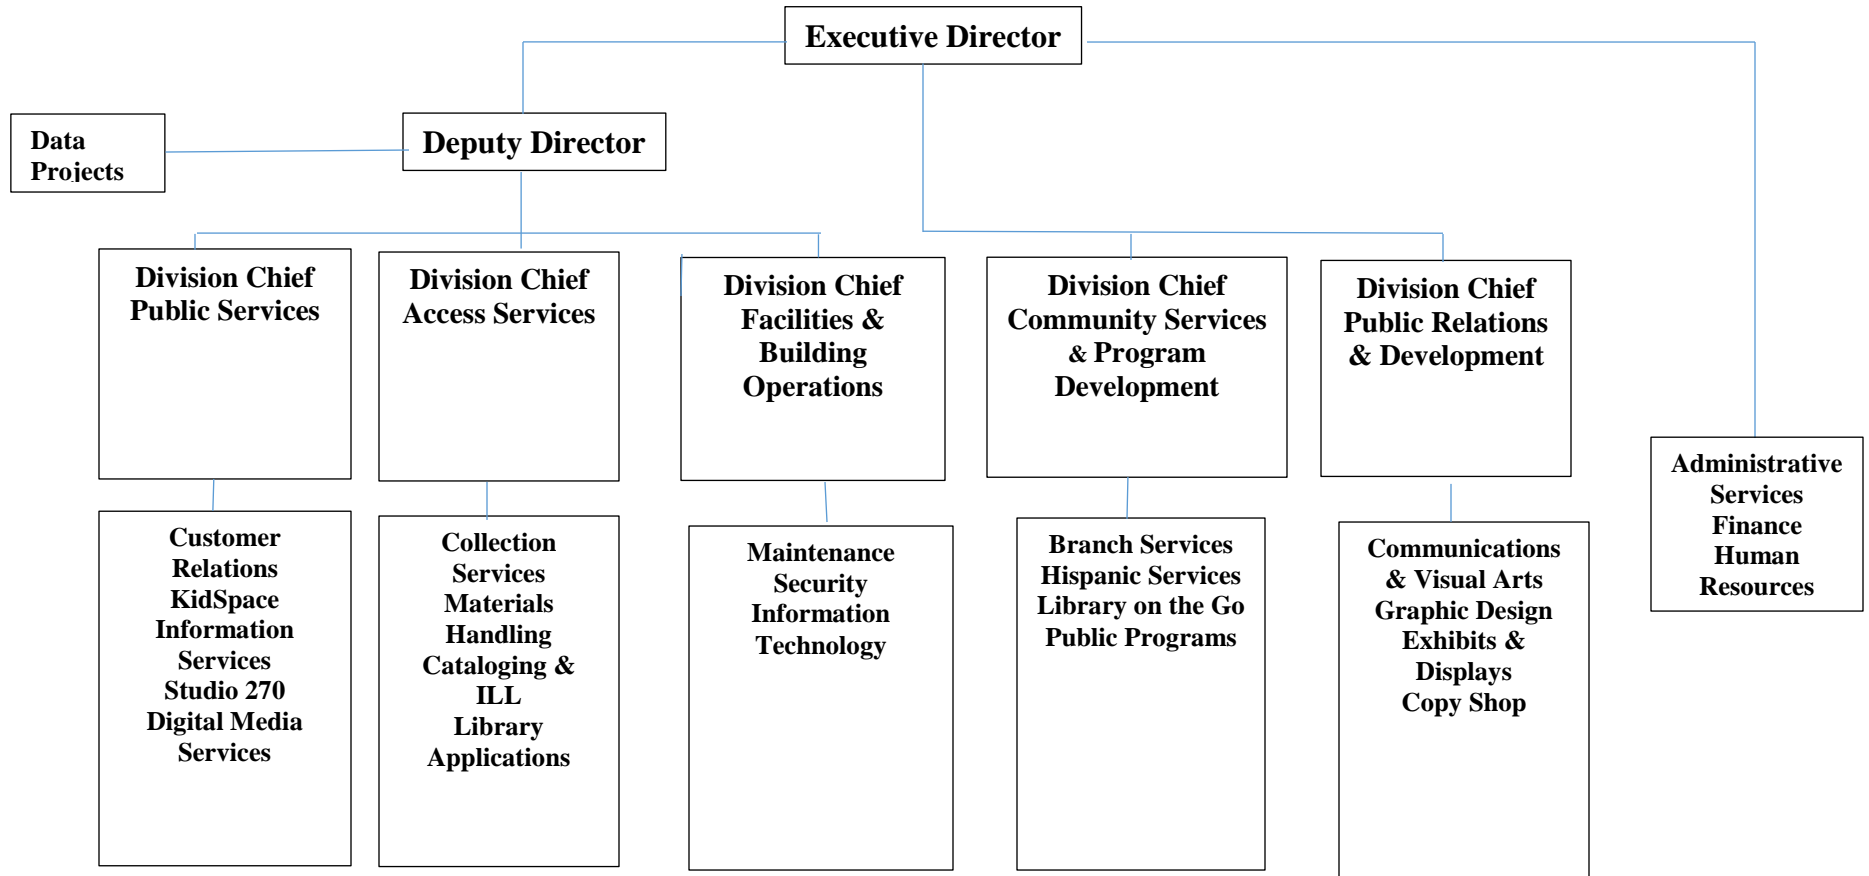 Executive Director
Data
Projects
Deputy Director
Division Chief
Public Services
Division Chief
Access Services
Division Chief
Facilities &
Building
Operations
Division Chief
Community Services
& Program
Development
Division Chief
Public Relations
& Development
Administrative
Services
Finance
Human
Resources
Customer
Relations
KidSpace
Information
Services
Studio 270
Digital Media
Services
Collection
Services
Materials
Handling
Cataloging &
ILL
Library
Applications
Maintenance
Security
Information
Technology
Branch Services
Hispanic Services
Library on the Go
Public Programs
Communications
& Visual Arts
Graphic Design
Exhibits &
Displays
Copy Shop